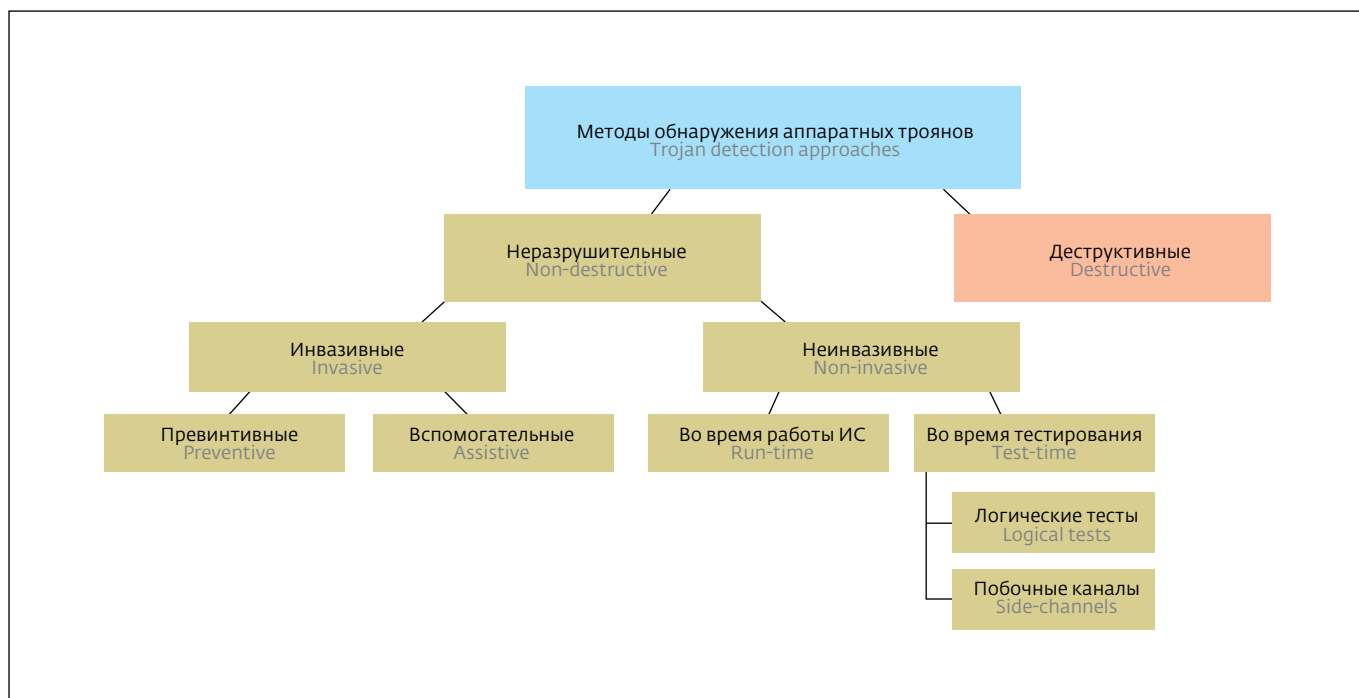 Методы обнаружения аппаратных троянов
Trojan detection approaches
Неразрушительные
Non-destructive
Деструктивные
Destructive
Инвазивные
Invasive
Неинвазивные
Non-invasive
Превинтивные
Preventive
Вспомогательные
Assistive
Во время работы ИС
Run-time
Во время тестирования
Test-time
Логические тесты
Logical tests
Побочные каналы
Side-channels